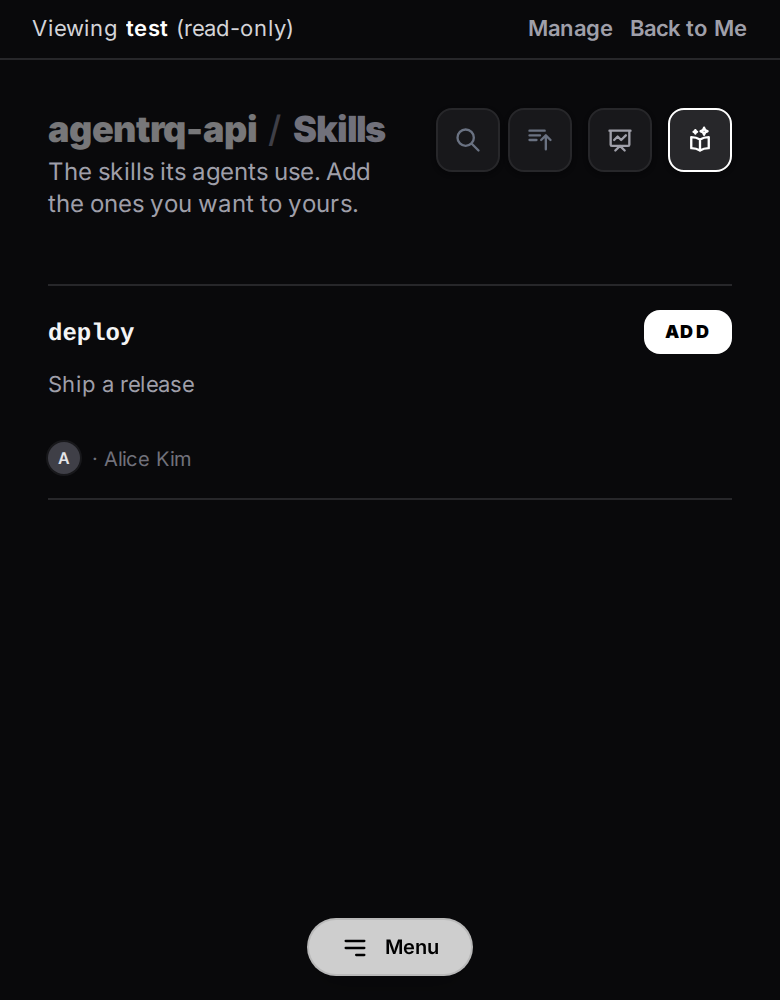 Viewing test (read-only)
Manage Back to Me
agentrq-api / Skills
The skills its agents use. Add
the ones you want to yours.
deploy
ADD
Ship a release
A · Alice Kim
Menu